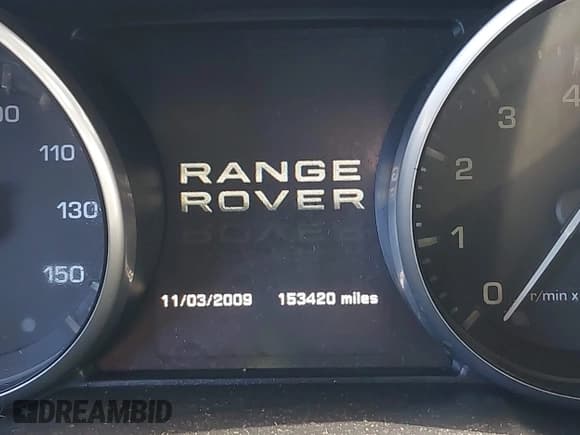 00
110
130
150
RANGE
ROVER
11/03/2009 153420 miles
4
3
2
1
0
r/min x
DREAMBID